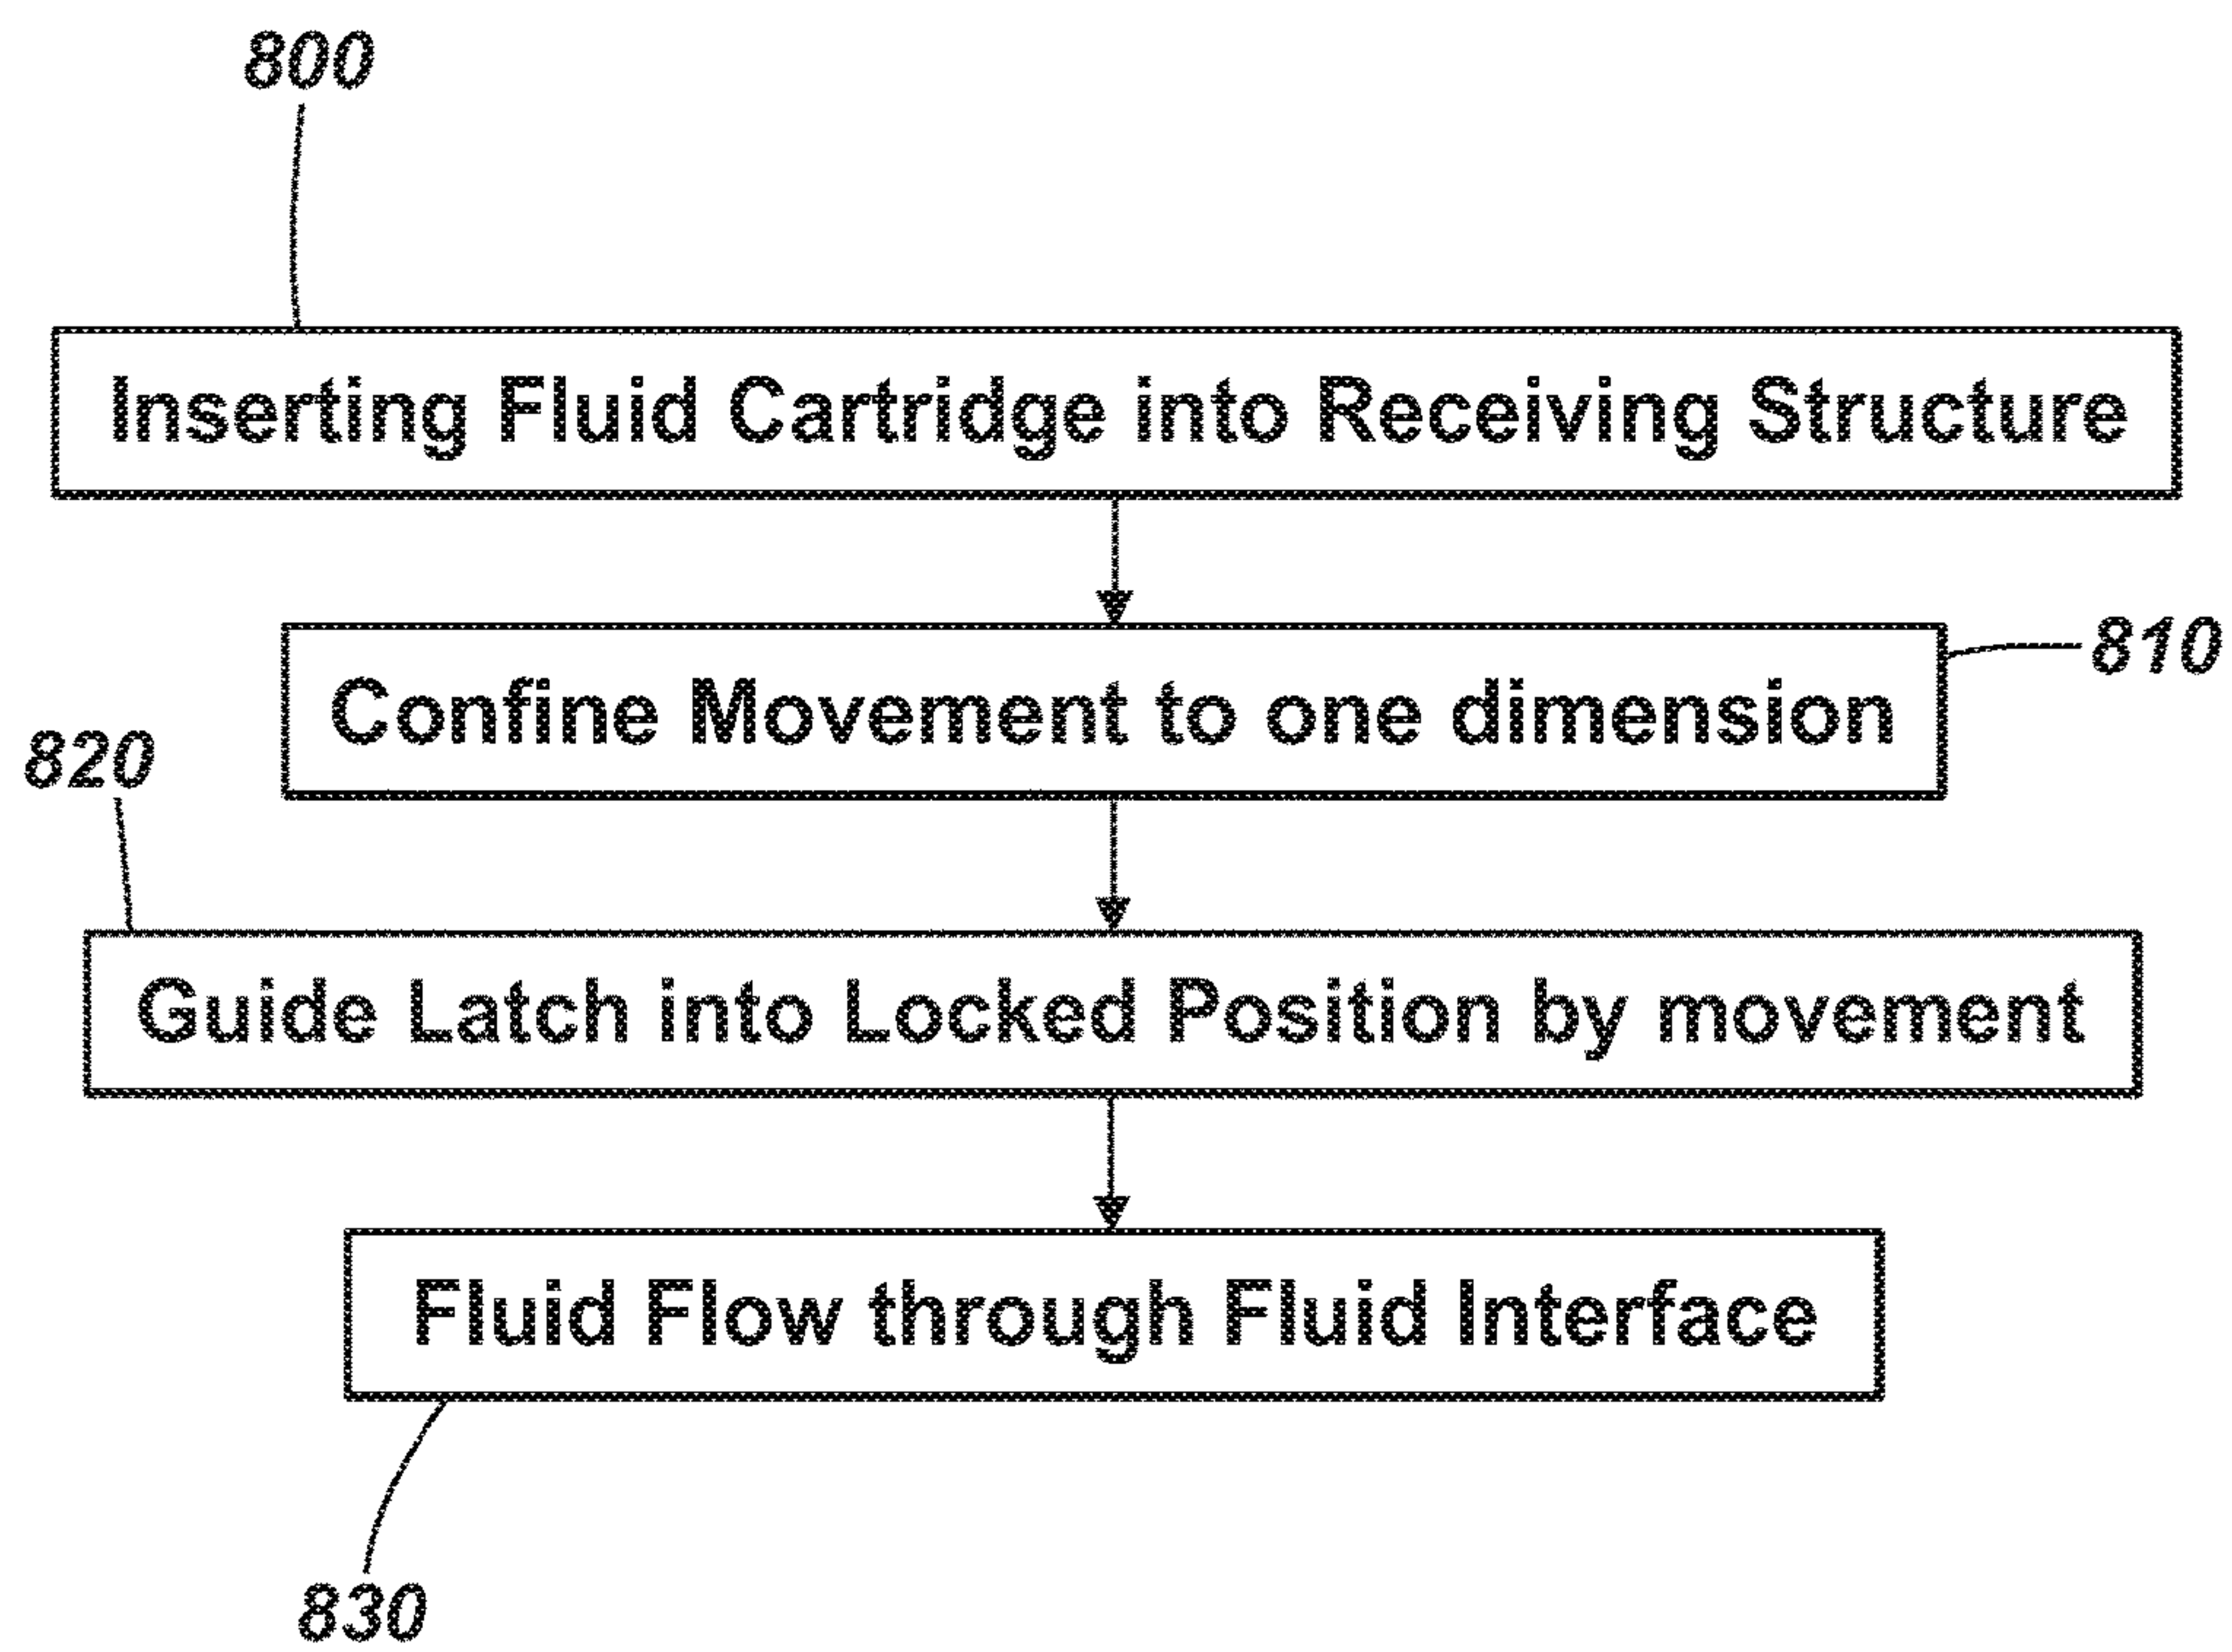 800
Inserting Fluid Cartridge into Receiving Structure
810
Confine Movement to one dimension
820
Guide Latch into Locked Position by movement
Fluid Flow through Fluid Interface
830